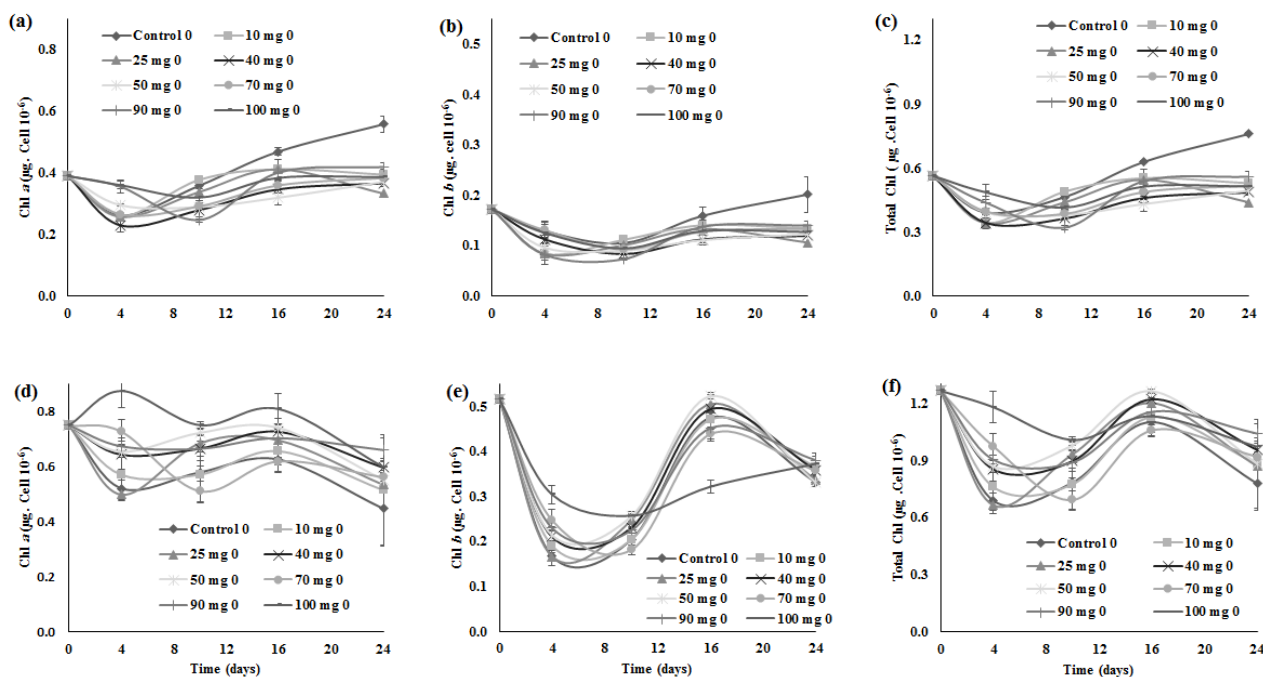 (a)
0.8
0.6
0.4
0.2
0.0
Chl a (µg. Cell 10-6)
Control 0
10 mg 0
25 mg 0
40 mg 0
50 mg 0
70 mg 0
90 mg 0
100 mg 0
0 4 8 12 16 20 24
(b)
0.5
0.4
0.3
0.2
0.1
0.0
Chl b (µg. cell 10-6)
Control 0
10 mg 0
25 mg 0
40 mg 0
50 mg 0
70 mg 0
90 mg 0
100 mg 0
0 4 8 12 16 20 24
(c)
1.2
0.9
0.6
0.3
0.0
Total Chl ( µg .Cell 10-6)
Control 0
10 mg 0
25 mg 0
40 mg 0
50 mg 0
70 mg 0
90 mg 0
100 mg 0
0 4 8 12 16 20 24
(d)
0.8
0.6
0.4
0.2
0.0
Chl a (µg. Cell 10-6)
Control 0
10 mg 0
25 mg 0
40 mg 0
50 mg 0
70 mg 0
90 mg 0
100 mg 0
0 4 8 12 16 20 24
Time (days)
(e)
0.5
0.4
0.3
0.2
0.1
0.0
Chl b (µg. Cell 10-6)
Control 0
10 mg 0
25 mg 0
40 mg 0
50 mg 0
70 mg 0
90 mg 0
100 mg 0
0 4 8 12 16 20 24
Time (days)
(f)
1.2
0.9
0.6
0.3
0.0
Total Chl (µg .Cell 10-6)
Control 0
10 mg 0
25 mg 0
40 mg 0
50 mg 0
70 mg 0
90 mg 0
100 mg 0
0 4 8 12 16 20 24
Time (days)